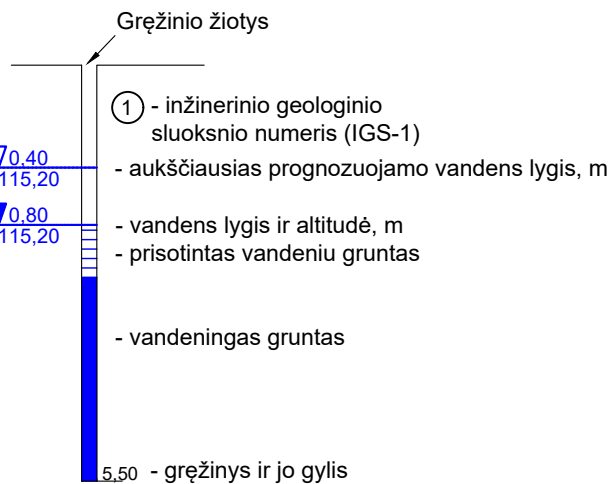 Gręžinio žiotys
1 - inžinerinio geologinio
sluoksnio numeris (IGS-1)
0,40
115,20
- aukščiausias prognozuojamo vandens lygis, m
0,80
115,20
- vandens lygis ir altitudė, m
- prisotintas vandeniu gruntas
- vandeningas gruntas
5,50 - gręžinys ir jo gylis